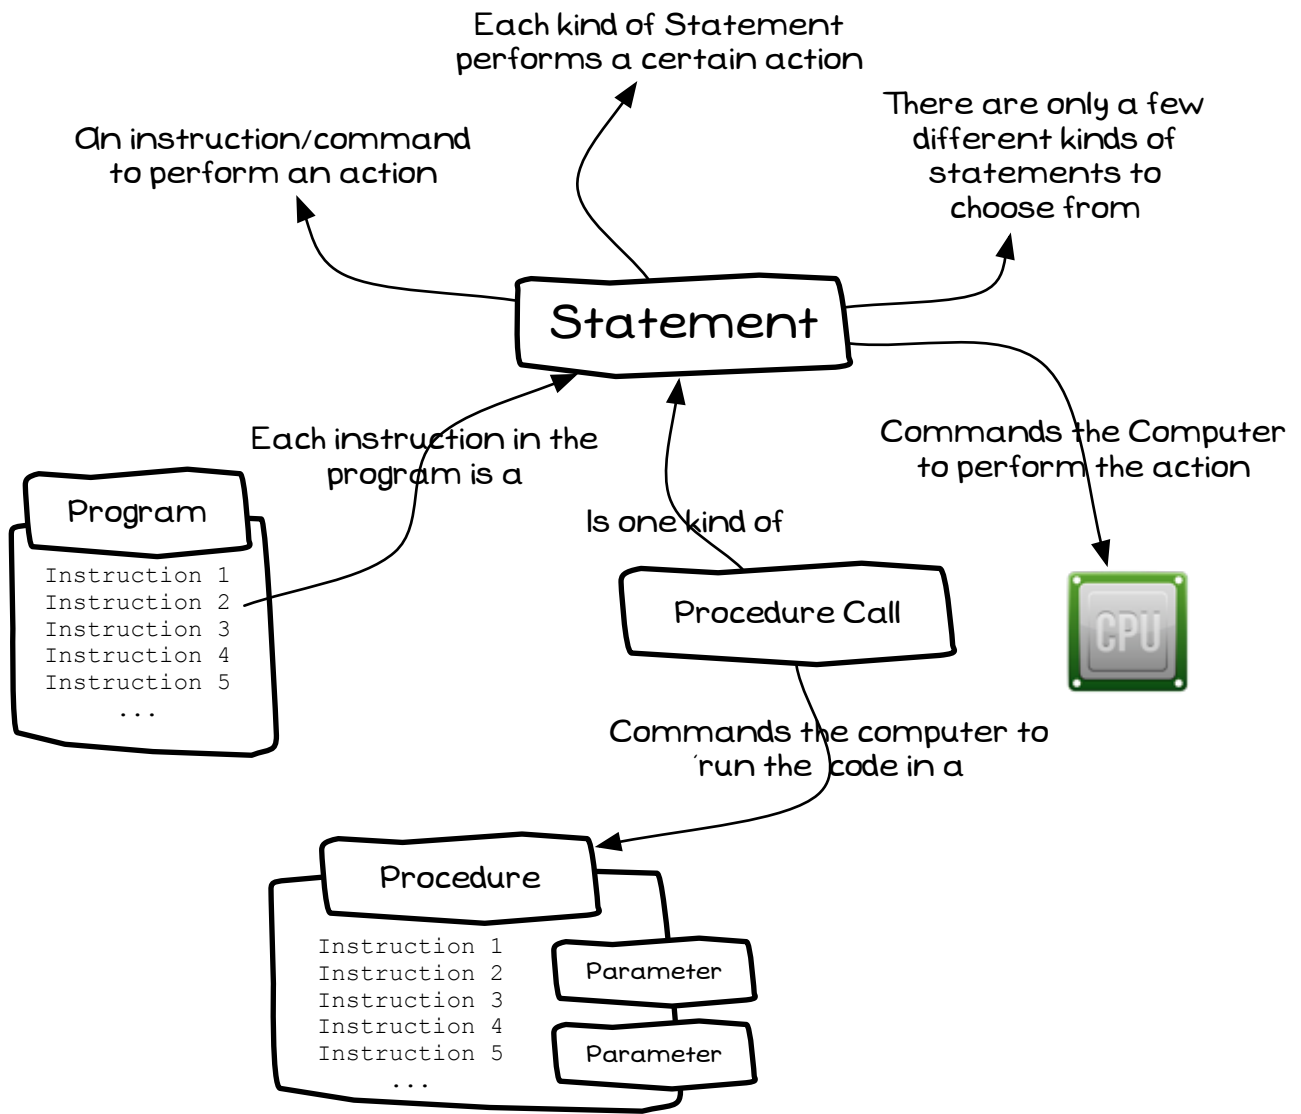 Each kind of Statement
performs a certain action
There are only a few
different kinds of
statements to
choose from
An instruction/command
to perform an action
Statement
Each instruction in the
program is a
Commands the Computer
to perform the action
Program
Instruction 1
Instruction 2
Instruction 3
Instruction 4
Instruction 5
...
Is one kind of
Procedure Call
CPU
Commands the computer to
'run the code in a
Procedure
Instruction 1
Instruction 2
Instruction 3
Instruction 4
Instruction 5
...
Parameter
Parameter